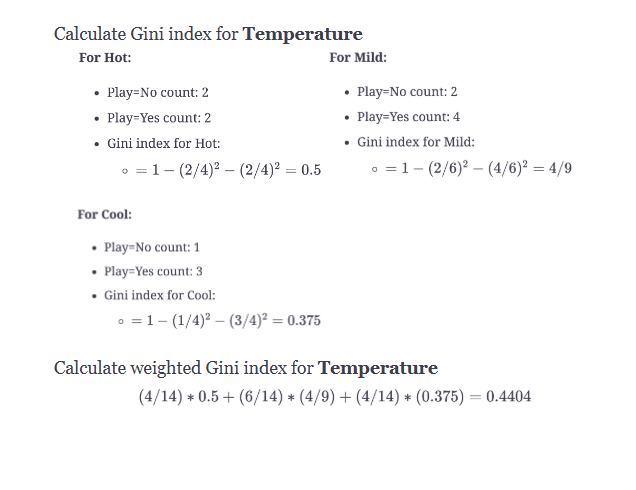 Calculate Gini index for Temperature
For Hot:
• Play=No count: 2
• Play=Yes count: 2
• Gini index for Hot:
◦ = 1 − (2/4)² − (2/4)² = 0.5
For Mild:
• Play=No count: 2
• Play=Yes count: 4
• Gini index for Mild:
◦ = 1 − (2/6)² − (4/6)² = 4/9
For Cool:
• Play=No count: 1
• Play=Yes count: 3
• Gini index for Cool:
◦ = 1 − (1/4)² − (3/4)² = 0.375
Calculate weighted Gini index for Temperature
(4/14) ∗ 0.5 + (6/14) ∗ (4/9) + (4/14) ∗ (0.375) = 0.4404